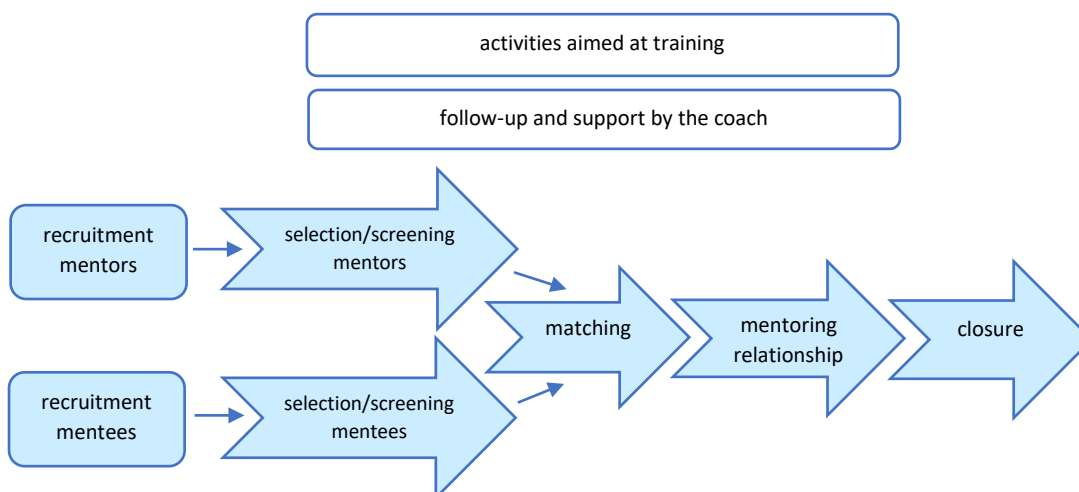 activities aimed at training
follow-up and support by the coach
recruitment
mentors
selection/screening
mentors
matching
mentoring
relationship
closure
recruitment
mentees
selection/screening
mentees